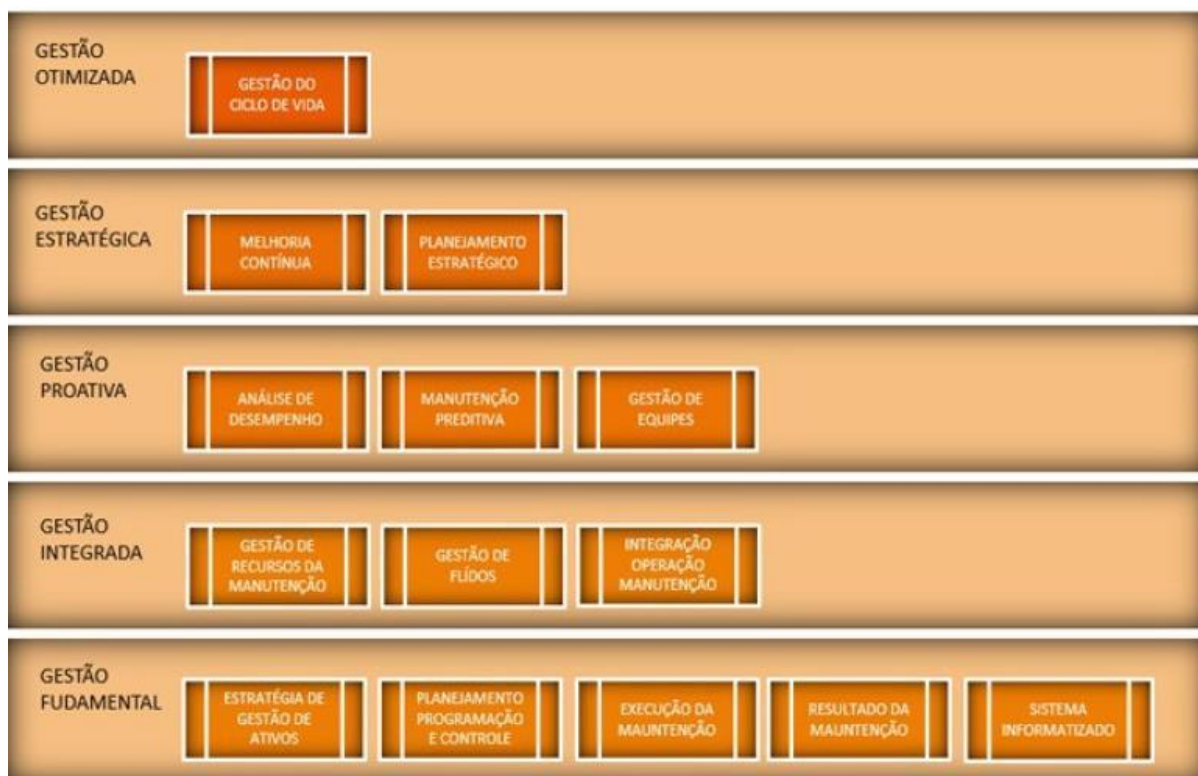 GESTÃO
OTIMIZADA
GESTÃO DO
CICLO DE VIDA
GESTÃO
ESTRATÉGICA
MELHORIA
CONTÍNUA
PLANEJAMENTO
ESTRATÉGICO
GESTÃO
PROATIVA
ANÁLISE DE
DESEMPENHO
MANUTENÇÃO
PREDITIVA
GESTÃO DE
EQUIPES
GESTÃO
INTEGRADA
GESTÃO DE
RECURSOS DA
MANUTENÇÃO
GESTÃO DE
FLÍDOS
INTEGRAÇÃO
OPERAÇÃO
MANUTENÇÃO
GESTÃO
FUDAMENTAL
ESTRATÉGIA DE
GESTÃO DE
ATIVOS
PLANEJAMENTO
PROGRAMAÇÃO
E CONTROLE
EXECUÇÃO DA
MAUNTENÇÃO
RESULTADO DA
MAUNTENÇÃO
SISTEMA
INFORMATIZADO